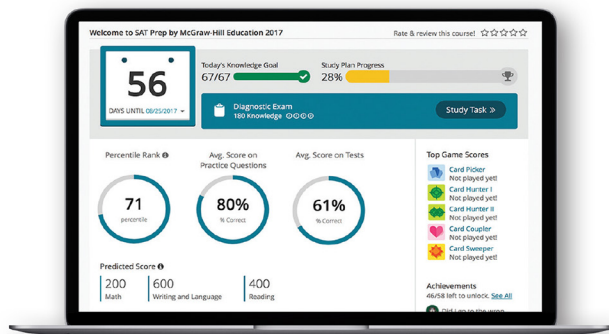 Welcome to SAT Prep by McGraw-Hill Education 2017
Rate & review this course!
56
DAYS UNTIL 08/25/2017
Today's Knowledge Goal
67/67
Study Plan Progress
28%
Diagnostic Exam
180 Knowledge
Study Task »
Percentile Rank
71
percentile
Avg. Score on
Practice Questions
80%
% Correct
Avg. Score on Tests
61%
% Correct
Top Game Scores
Card Picker
Not played yet!
Card Hunter I
Not played yet!
Card Hunter II
Not played yet!
Card Coupler
Not played yet!
Card Sweeper
Not played yet!
Predicted Score
200
Math
600
Writing and Language
400
Reading
Achievements
46/58 left to unlock. See All